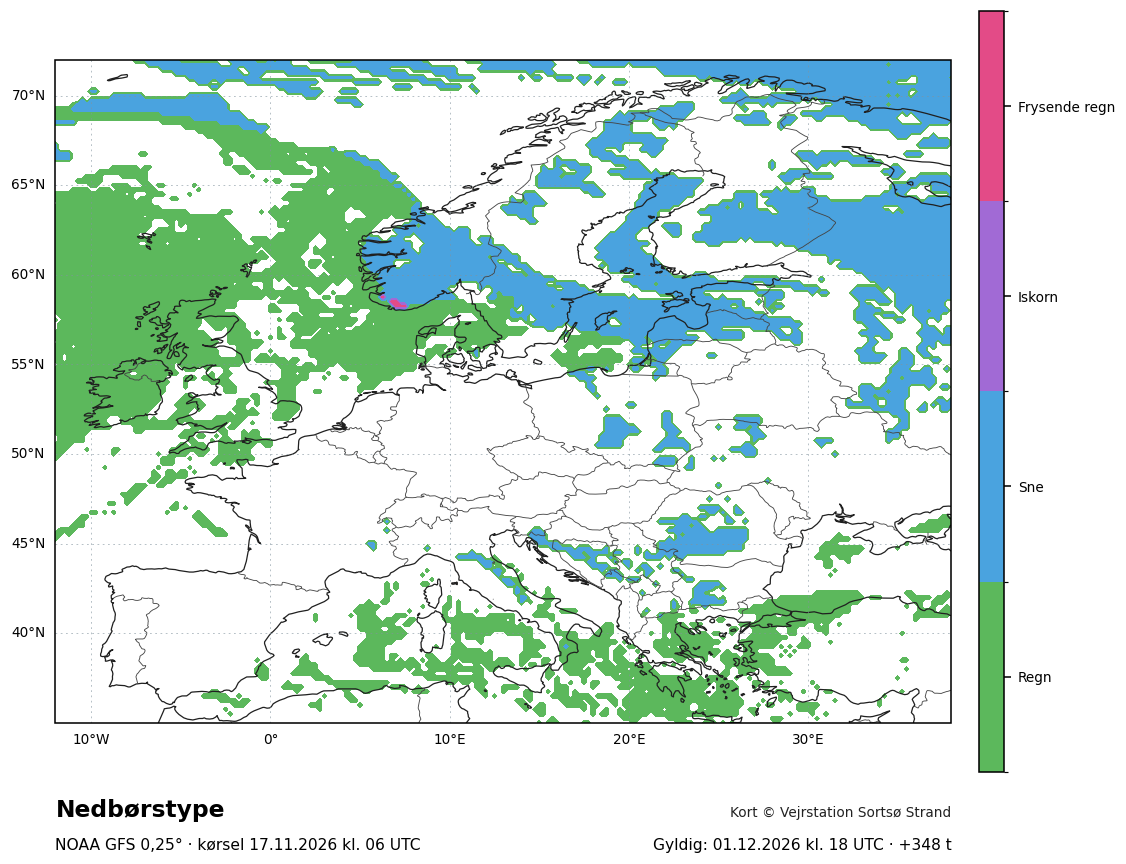 70°N
65°N
60°N
55°N
50°N
45°N
40°N
10°W 0° 10°E 20°E 30°E
Frysende regn
Iskorn
Sne
Regn
Nedbørstype
Kort © Vejrstation Sortsø Strand
NOAA GFS 0,25° · kørsel 17.11.2026 kl. 06 UTC
Gyldig: 01.12.2026 kl. 18 UTC · +348 t